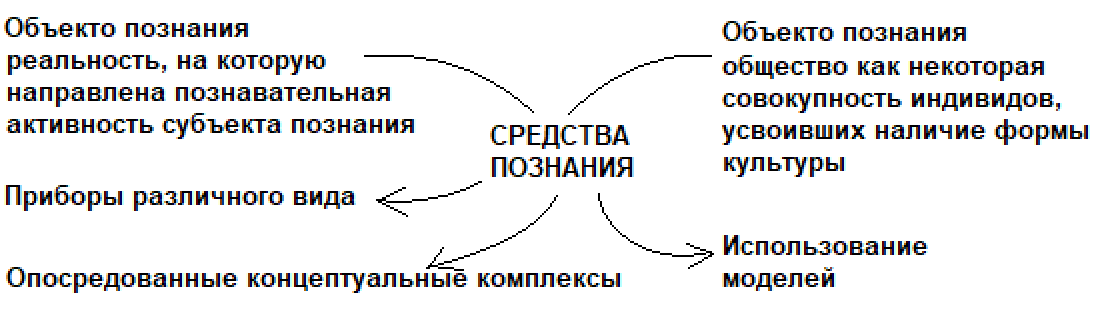 Объекто познания
реальность, на которую
направлена познавательная
активность субъекта познания
Объекто познания
общество как некоторая
совокупность индивидов,
усвоивших наличие формы
культуры
СРЕДСТВА
ПОЗНАНИЯ
Приборы различного вида
Опосредованные концептуальные комплексы
Использование
моделей